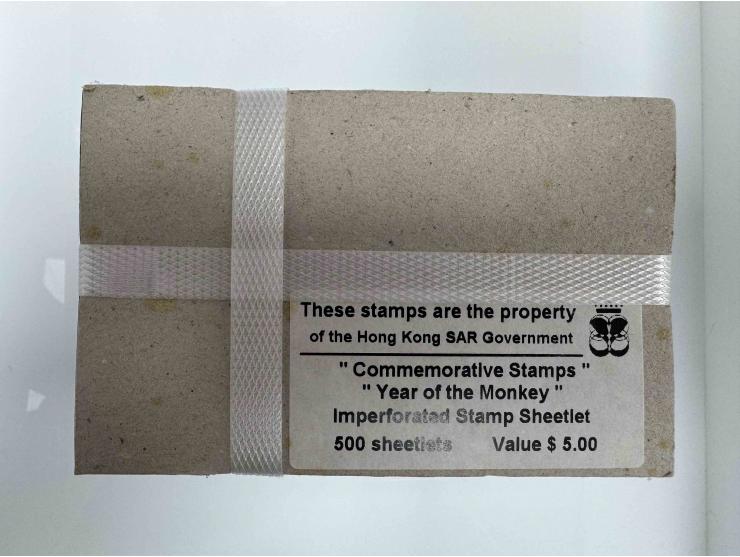 These stamps are the property
of the Hong Kong SAR Government
" Commemorative Stamps "
" Year of the Monkey "
Imperforated Stamp Sheetlet
500 sheetlets Value $ 5.00